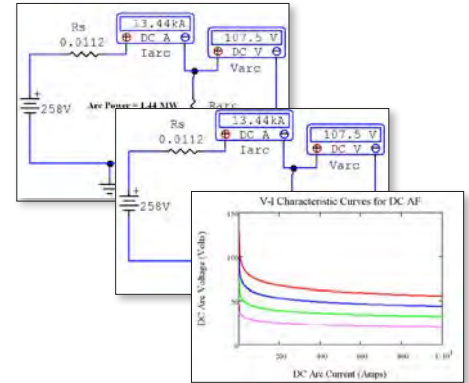 Rs
0.0112
13.44kA
DC A
Iarc
107.5 V
DC V
Varc
258V
Arc Power = 1.44 MW
Rarc
Rs
0.0112
13.44kA
DC A
Iarc
107.5 V
DC V
Varc
258V
V-I Characteristic Curves for DC AF
DC Arc Voltage (Volts)
150
100
50
0
200
400
600
800
DC Arc Current (Amps)